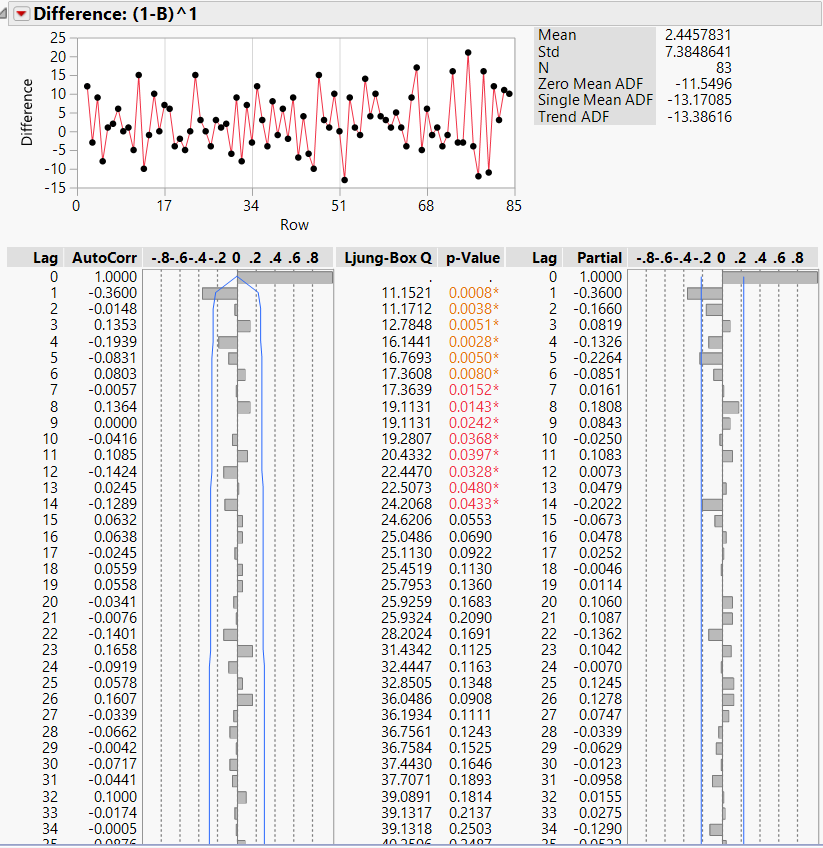 Difference: (1-B)^1
25
20
15
10
5
0
-5
-10
-15
Difference
0 17 34 51 68 85
Row
Mean 2.4457831
Std 7.3848641
N 83
Zero Mean ADF -11.5496
Single Mean ADF -13.17085
Trend ADF -13.38616
Lag AutoCorr -.8-.6-.4-.2 0 .2 .4 .6 .8 Ljung-Box Q p-Value Lag Partial -.8-.6-.4-.2 0 .2 .4 .6 .8
0 1.0000 . . 0 1.0000
1 -0.3600 11.1521 0.0008* 1 -0.3600
2 -0.0148 11.1712 0.0038* 2 -0.1660
3 0.1353 12.7848 0.0051* 3 0.0819
4 -0.1939 16.1441 0.0028* 4 -0.1326
5 -0.0831 16.7693 0.0050* 5 -0.2264
6 0.0803 17.3608 0.0080* 6 -0.0851
7 -0.0057 17.3639 0.0152* 7 0.0161
8 0.1364 19.1131 0.0143* 8 0.1808
9 0.0000 19.1131 0.0242* 9 0.0843
10 -0.0416 19.2807 0.0368* 10 -0.0250
11 0.1085 20.4332 0.0397* 11 0.1083
12 -0.1424 22.4470 0.0328* 12 0.0073
13 0.0245 22.5073 0.0480* 13 0.0479
14 -0.1289 24.2068 0.0433* 14 -0.2022
15 0.0632 24.6206 0.0553 15 -0.0673
16 0.0638 25.0486 0.0690 16 0.0478
17 -0.0245 25.1130 0.0922 17 0.0252
18 0.0559 25.4519 0.1130 18 -0.0046
19 0.0558 25.7953 0.1360 19 0.0114
20 -0.0341 25.9259 0.1683 20 0.1060
21 -0.0076 25.9324 0.2090 21 0.1087
22 -0.1401 28.2024 0.1691 22 -0.1362
23 0.1658 31.4342 0.1125 23 0.1042
24 -0.0919 32.4447 0.1163 24 -0.0070
25 0.0578 32.8505 0.1348 25 0.1245
26 0.1607 36.0486 0.0908 26 0.1278
27 -0.0339 36.1934 0.1111 27 0.0747
28 -0.0662 36.7561 0.1243 28 -0.0339
29 -0.0042 36.7584 0.1525 29 -0.0629
30 -0.0717 37.4430 0.1646 30 -0.0123
31 -0.0441 37.7071 0.1893 31 -0.0958
32 0.1000 39.0891 0.1814 32 0.0155
33 -0.0174 39.1317 0.2137 33 0.0275
34 -0.0005 39.1318 0.2503 34 -0.1290